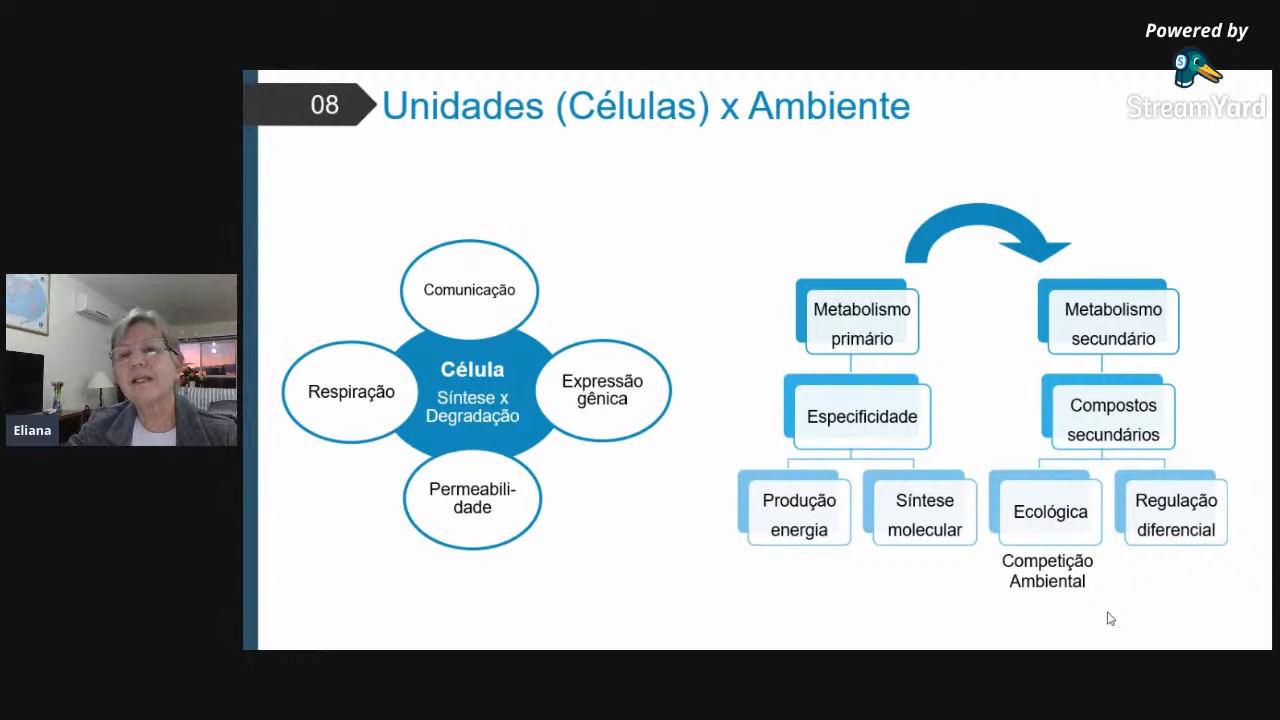 Powered by
StreamYard
08
Unidades (Células) x Ambiente
Comunicação
Respiração
Célula
Síntese x
Degradação
Expressão
gênica
Permeabili-
dade
Metabolismo
primário
Especificidade
Produção
energia
Síntese
molecular
Metabolismo
secundário
Compostos
secundários
Ecológica
Regulação
diferencial
Competição
Ambiental
Eliana